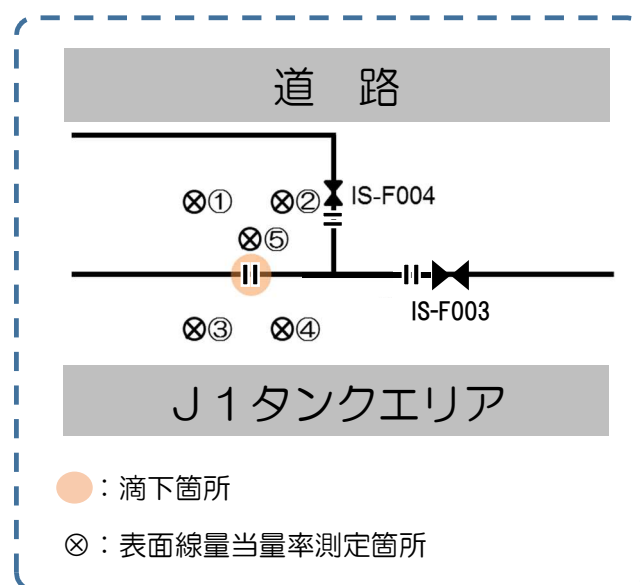 道 路
⊗① ⊗② IS-F004
⊗⑤
IS-F003
⊗③ ⊗④
J1タンクエリア
：滴下箇所
⊗：表面線量当量率測定箇所